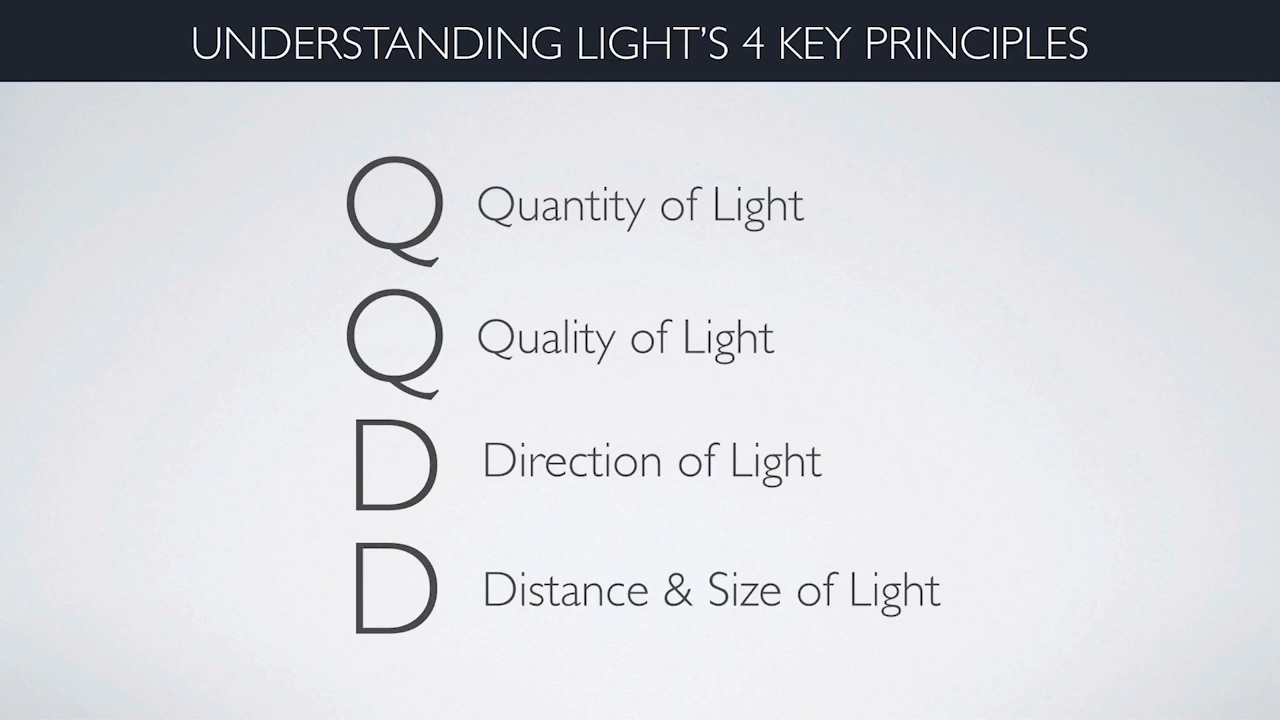 UNDERSTANDING LIGHT’S 4 KEY PRINCIPLES
Q Quantity of Light
Q Quality of Light
D Direction of Light
D Distance & Size of Light